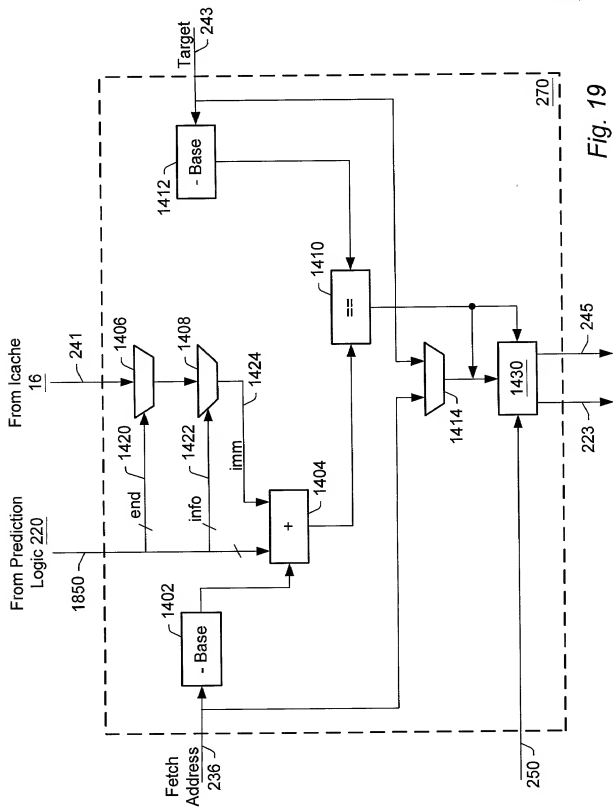 From Icache
16
241
From Prediction
Logic 220
1850
1420
end
1406
1422
info
1408
1424
imm
1412
- Base
Target
243
1402
- Base
+
1404
1410
==
Fetch
Address
236
1414
1430
250
223
245
270
Fig. 19